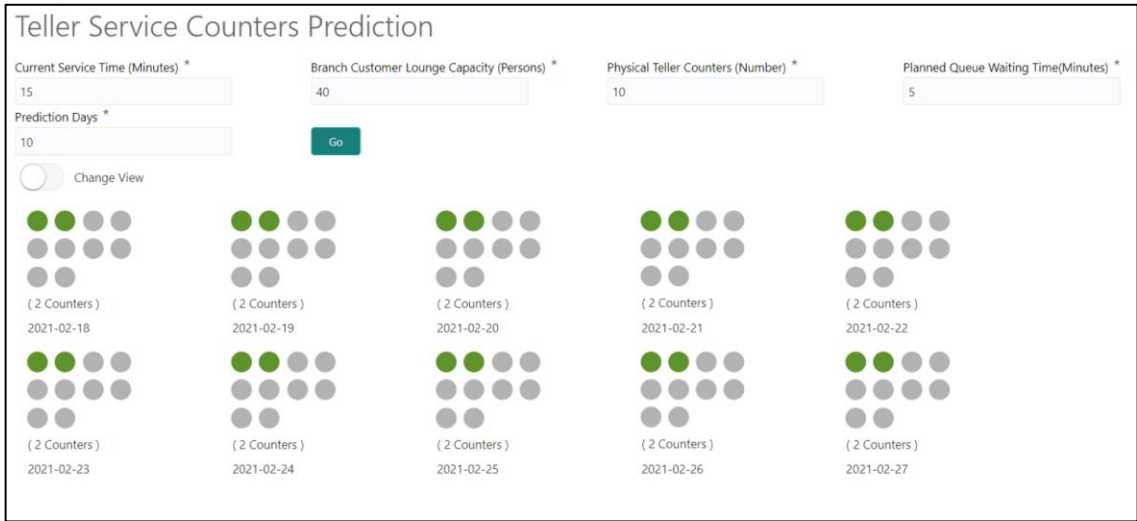 Teller Service Counters Prediction
Current Service Time (Minutes) * Branch Customer Lounge Capacity (Persons) * Physical Teller Counters (Number) * Planned Queue Waiting Time(Minutes) *
15 40 10 5
Prediction Days *
10 Go
Change View
( 2 Counters ) ( 2 Counters ) ( 2 Counters ) ( 2 Counters ) ( 2 Counters )
2021-02-18 2021-02-19 2021-02-20 2021-02-21 2021-02-22
( 2 Counters ) ( 2 Counters ) ( 2 Counters ) ( 2 Counters ) ( 2 Counters )
2021-02-23 2021-02-24 2021-02-25 2021-02-26 2021-02-27